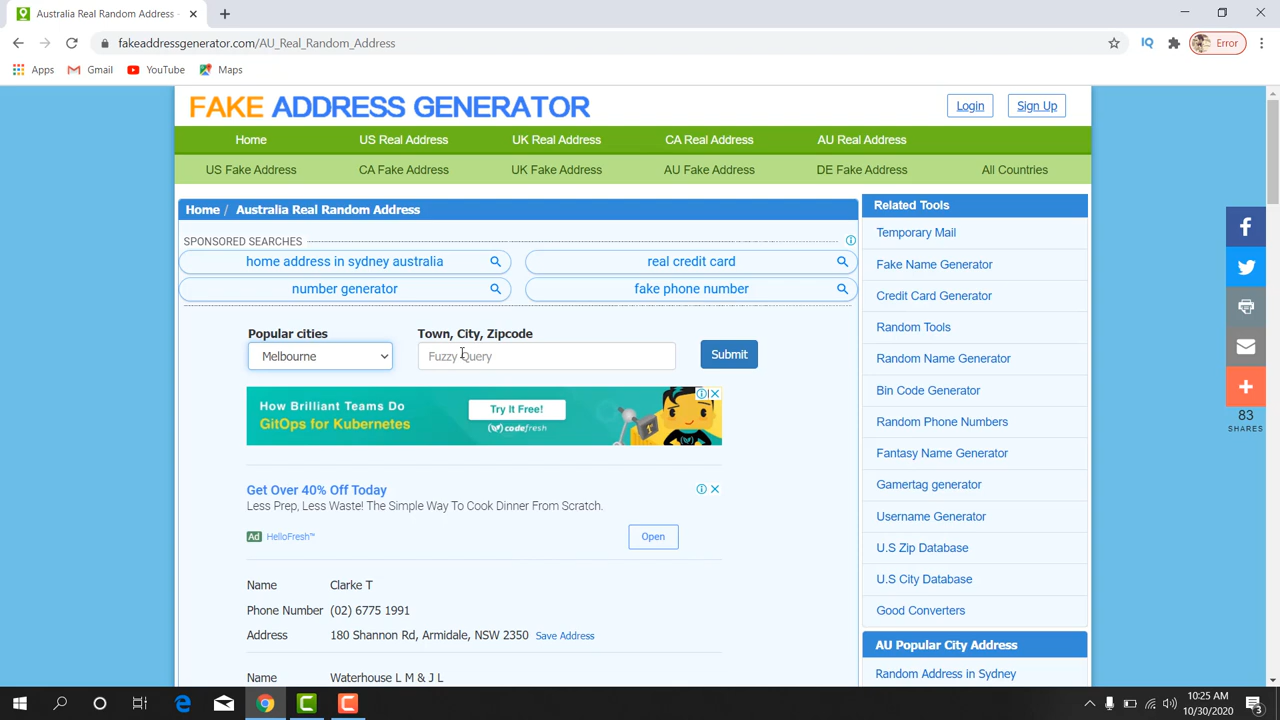 Australia Real Random Address -
fakeaddressgenerator.com/AU_Real_Random_Address
Error
Apps Gmail YouTube Maps
FAKE ADDRESS GENERATOR
Login Sign Up
Home US Real Address UK Real Address CA Real Address AU Real Address
US Fake Address CA Fake Address UK Fake Address AU Fake Address DE Fake Address All Countries
Home / Australia Real Random Address
SPONSORED SEARCHES
home address in sydney australia real credit card
number generator fake phone number
Popular cities Town, City, Zipcode
Melbourne Fuzzy Query Submit
How Brilliant Teams Do
GitOps for Kubernetes
Try It Free!
codefresh
Get Over 40% Off Today
Less Prep, Less Waste! The Simple Way To Cook Dinner From Scratch.
Ad HelloFresh™ Open
Name Clarke T
Phone Number (02) 6775 1991
Address 180 Shannon Rd, Armidale, NSW 2350 Save Address
Name Waterhouse L M & J L
Related Tools
Temporary Mail
Fake Name Generator
Credit Card Generator
Random Tools
Random Name Generator
Bin Code Generator
Random Phone Numbers
Fantasy Name Generator
Gamertag generator
Username Generator
U.S Zip Database
U.S City Database
Good Converters
AU Popular City Address
Random Address in Sydney
83
SHARES
10:25 AM
10/30/2020
3